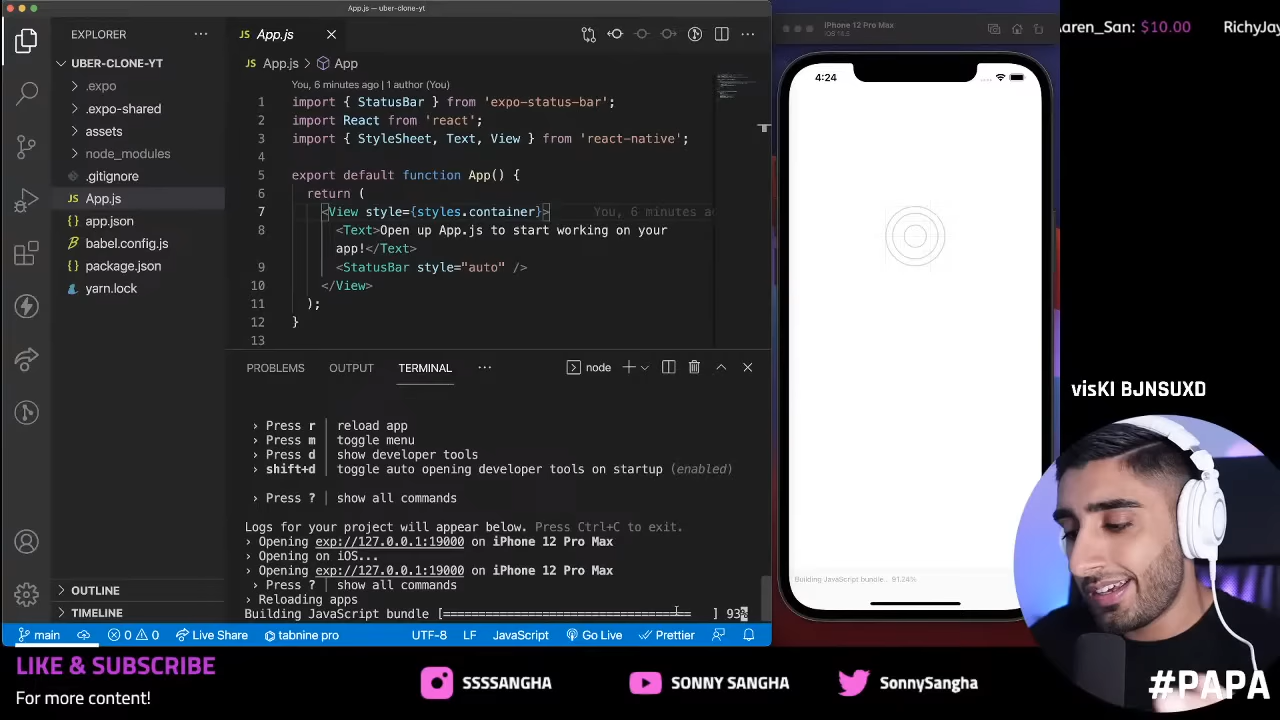 App.js — uber-clone-yt
EXPLORER
UBER-CLONE-YT
.expo
.expo-shared
assets
node_modules
.gitignore
JS App.js
{} app.json
babel.config.js
{} package.json
yarn.lock
OUTLINE
TIMELINE
JS App.js
JS App.js > App
You, 6 minutes ago | 1 author (You)
1 import { StatusBar } from 'expo-status-bar';
2 import React from 'react';
3 import { StyleSheet, Text, View } from 'react-native';
4
5 export default function App() {
6 return (
7 <View style={styles.container}> You, 6 minutes a
8 <Text>Open up App.js to start working on your
app!</Text>
9 <StatusBar style="auto" />
10 </View>
11 );
12 }
13
PROBLEMS OUTPUT TERMINAL ... node
› Press r │ reload app
› Press m │ toggle menu
› Press d │ show developer tools
› shift+d │ toggle auto opening developer tools on startup (enabled)
› Press ? │ show all commands
Logs for your project will appear below. Press Ctrl+C to exit.
› Opening exp://127.0.0.1:19000 on iPhone 12 Pro Max
› Opening on iOS...
› Opening exp://127.0.0.1:19000 on iPhone 12 Pro Max
› Press ? │ show all commands
› Reloading apps
Building JavaScript bundle [=================================== ] 93%
main 0 0 Live Share tabnine pro UTF-8 LF JavaScript Go Live Prettier
iPhone 12 Pro Max
4:24
Building JavaScript bundle... 91.24%
aren_San: $10.00 RichyJay
visKI BJNSUXD
LIKE & SUBSCRIBE
For more content!
SSSSANGHA
SONNY SANGHA
SonnySangha
#PAPA